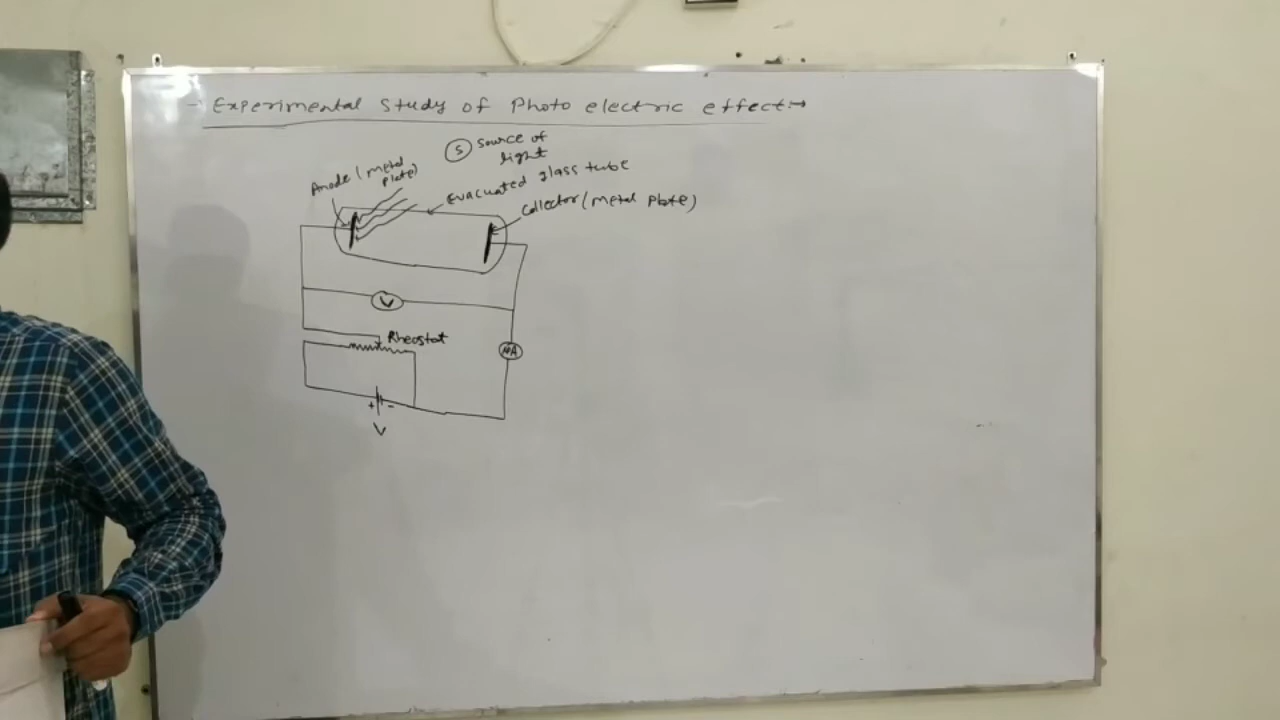 Experimental Study of Photo electric effect:→
S Source of
light
Anode (metal
plate)
Evacuated glass tube
Collector (metal plate)
V
Rheostat
μA
+ -
V